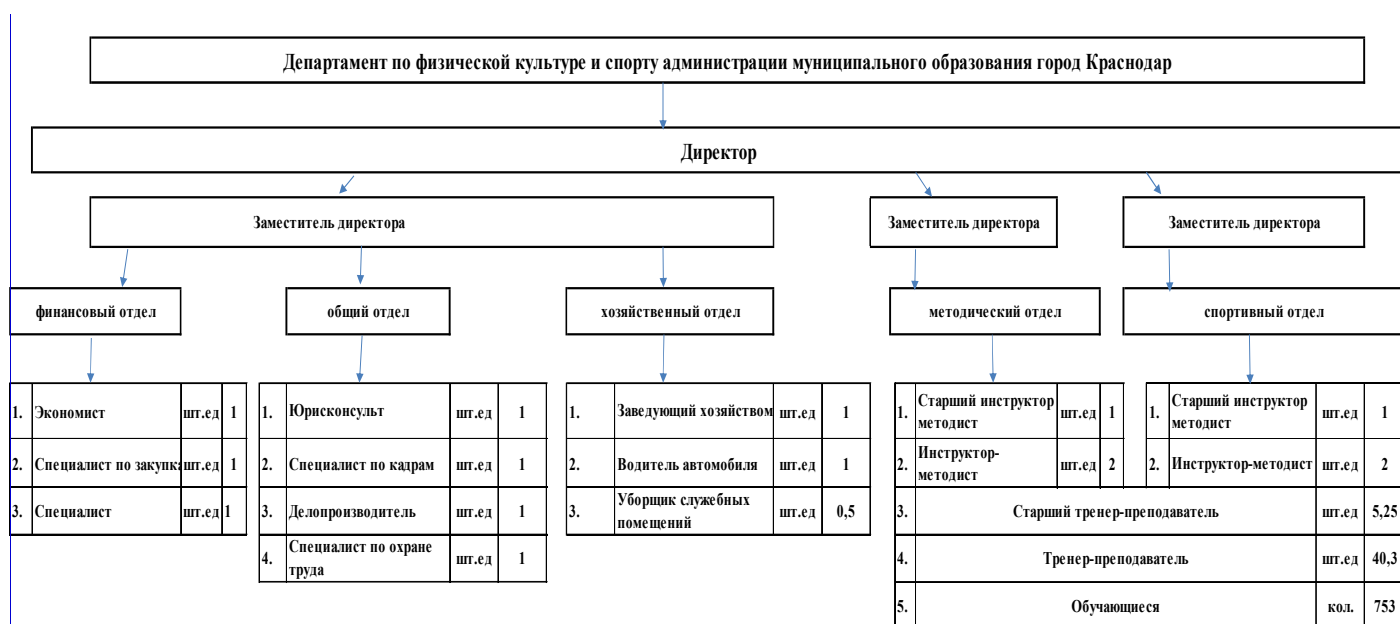 Департамент по физической культуре и спорту администрации муниципального образования город Краснодар
Директор
Заместитель директора
Заместитель директора
Заместитель директора
финансовый отдел
общий отдел
хозяйственный отдел
методический отдел
спортивный отдел
1. Экономист шт.ед 1
2. Специалист по закупка шт.ед 1
3. Специалист шт.ед 1
1. Юрисконсульт шт.ед 1
2. Специалист по кадрам шт.ед 1
3. Делопроизводитель шт.ед 1
4. Специалист по охране
труда шт.ед 1
1. Заведующий хозяйством шт.ед 1
2. Водитель автомобиля шт.ед 1
3. Уборщик служебных
помещений шт.ед 0,5
1. Старший инструктор
методист шт.ед 1
2. Инструктор-
методист шт.ед 2
1. Старший инструктор
методист шт.ед 1
2. Инструктор-методист шт.ед 2
3. Старший тренер-преподаватель шт.ед 5,25
4. Тренер-преподаватель шт.ед 40,3
5. Обучающиеся кол. 753